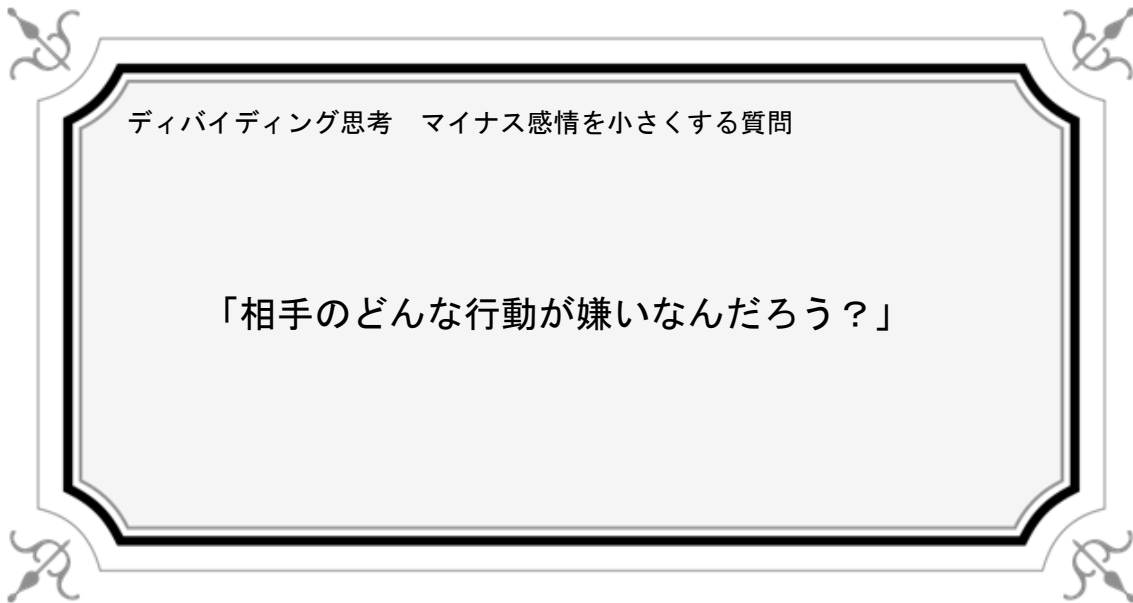 ディバイディング思考　マイナス感情を小さくする質問
「相手のどんな行動が嫌いなんだろう？」